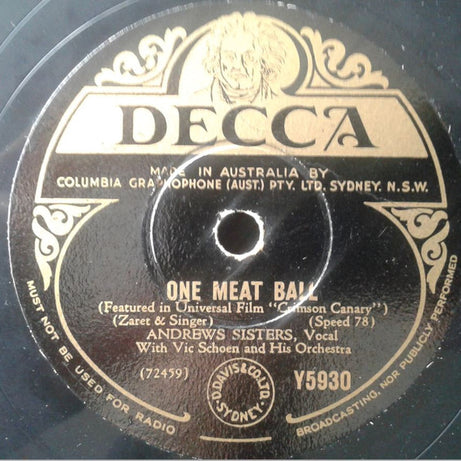 DECCA
MADE IN AUSTRALIA BY
COLUMBIA GRAMOPHONE (AUST.) PTY. LTD. SYDNEY. N.S.W.
ONE MEAT BALL
(Featured in Universal Film "Crimson Canary")
(Zaret & Singer) (Speed 78)
ANDREWS SISTERS, Vocal
With Vic Schoen and His Orchestra
(72459)
Y5930
D. DAVIS & CO. LTD.
SYDNEY
MUST NOT BE USED FOR RADIO
BROADCASTING, NOR PUBLICLY PERFORMED